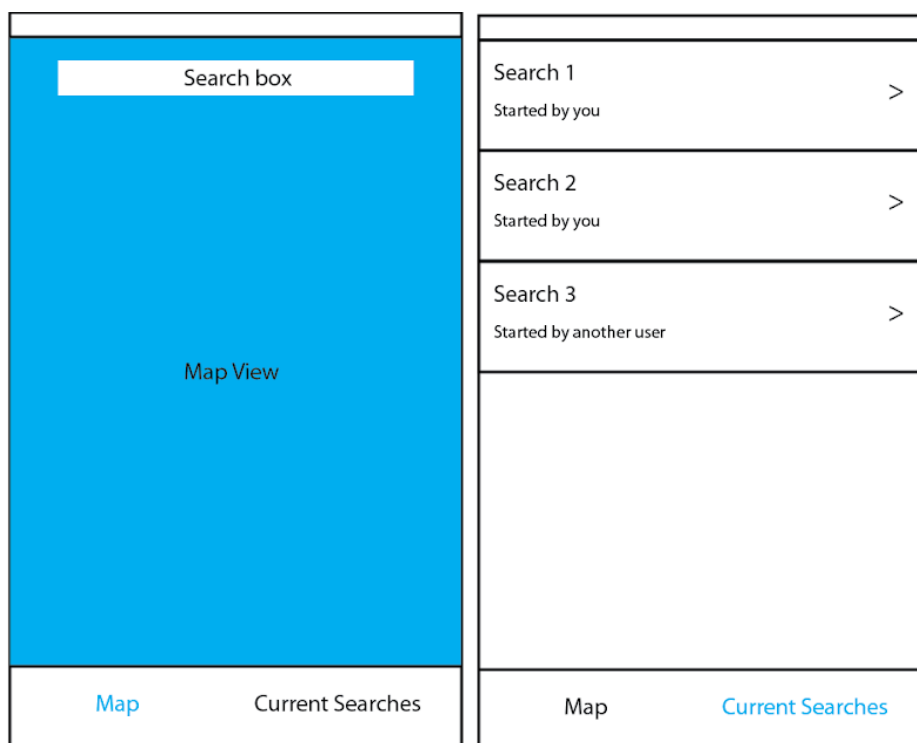 Search box
Map View
Map
Current Searches
Search 1
Started by you
>
Search 2
Started by you
>
Search 3
Started by another user
>
Map
Current Searches